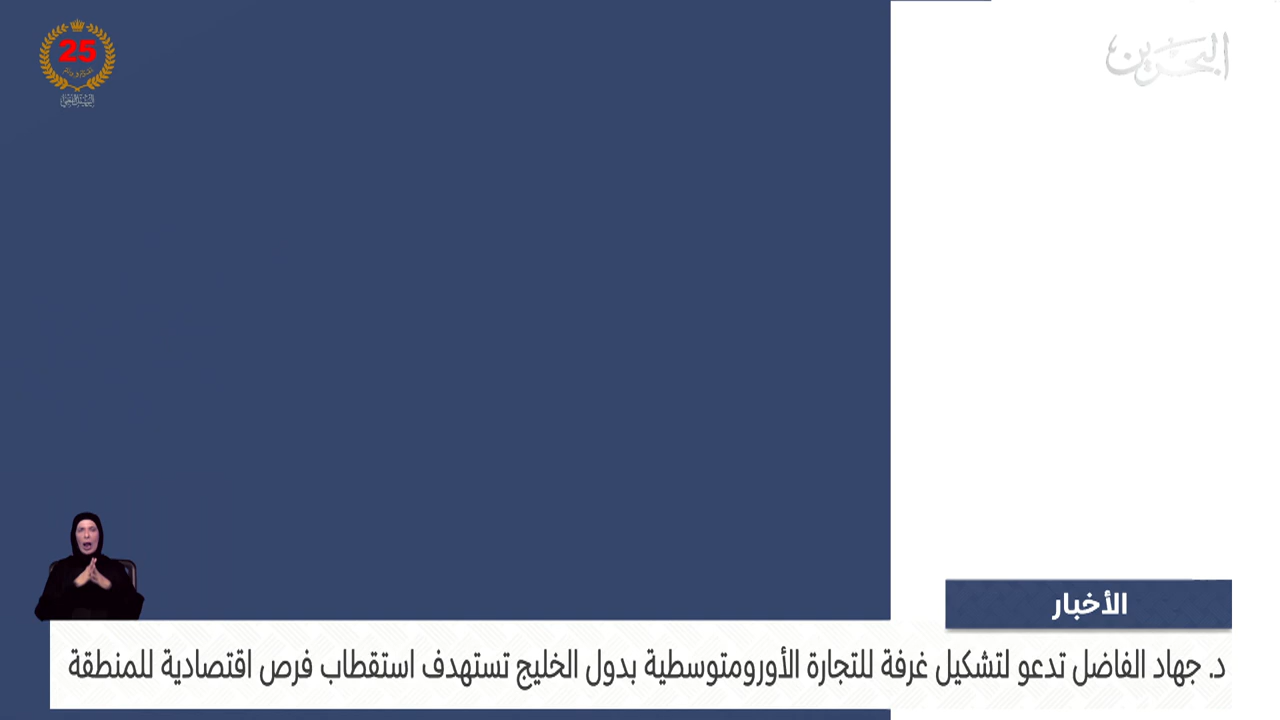 25
البحرين
الأخبار
د. جهاد الفاضل تدعو لتشكيل غرفة للتجارة الأورومتوسطية بدول الخليج تستهدف استقطاب فرص اقتصادية للمنطقة